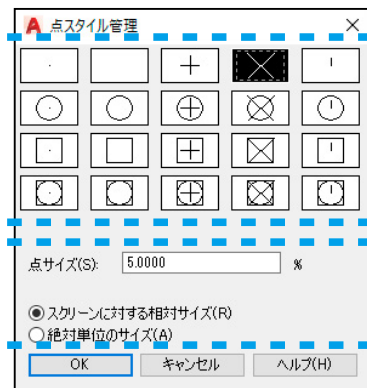 点スタイル管理
点サイズ(S): 5.0000 %
スクリーンに対する相対サイズ(R)
絶対単位のサイズ(A)
OK キャンセル ヘルプ(H)